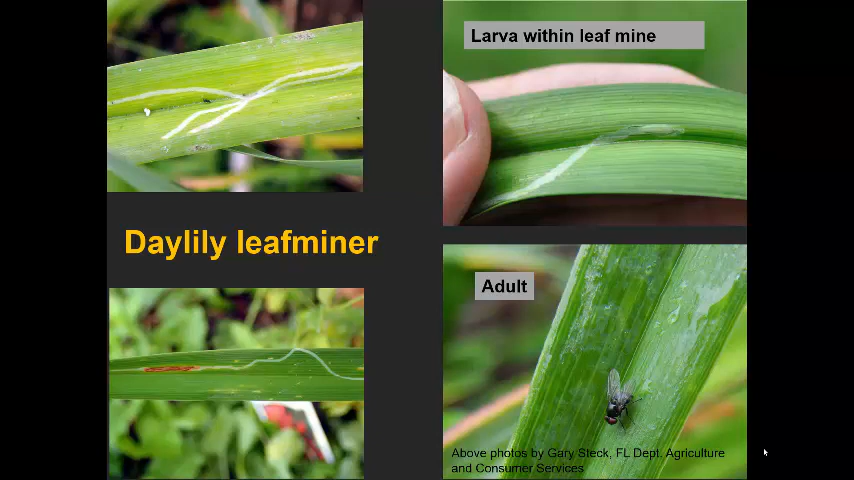 Larva within leaf mine
Daylily leafminer
Adult
Above photos by Gary Steck, FL Dept. Agriculture
and Consumer Services